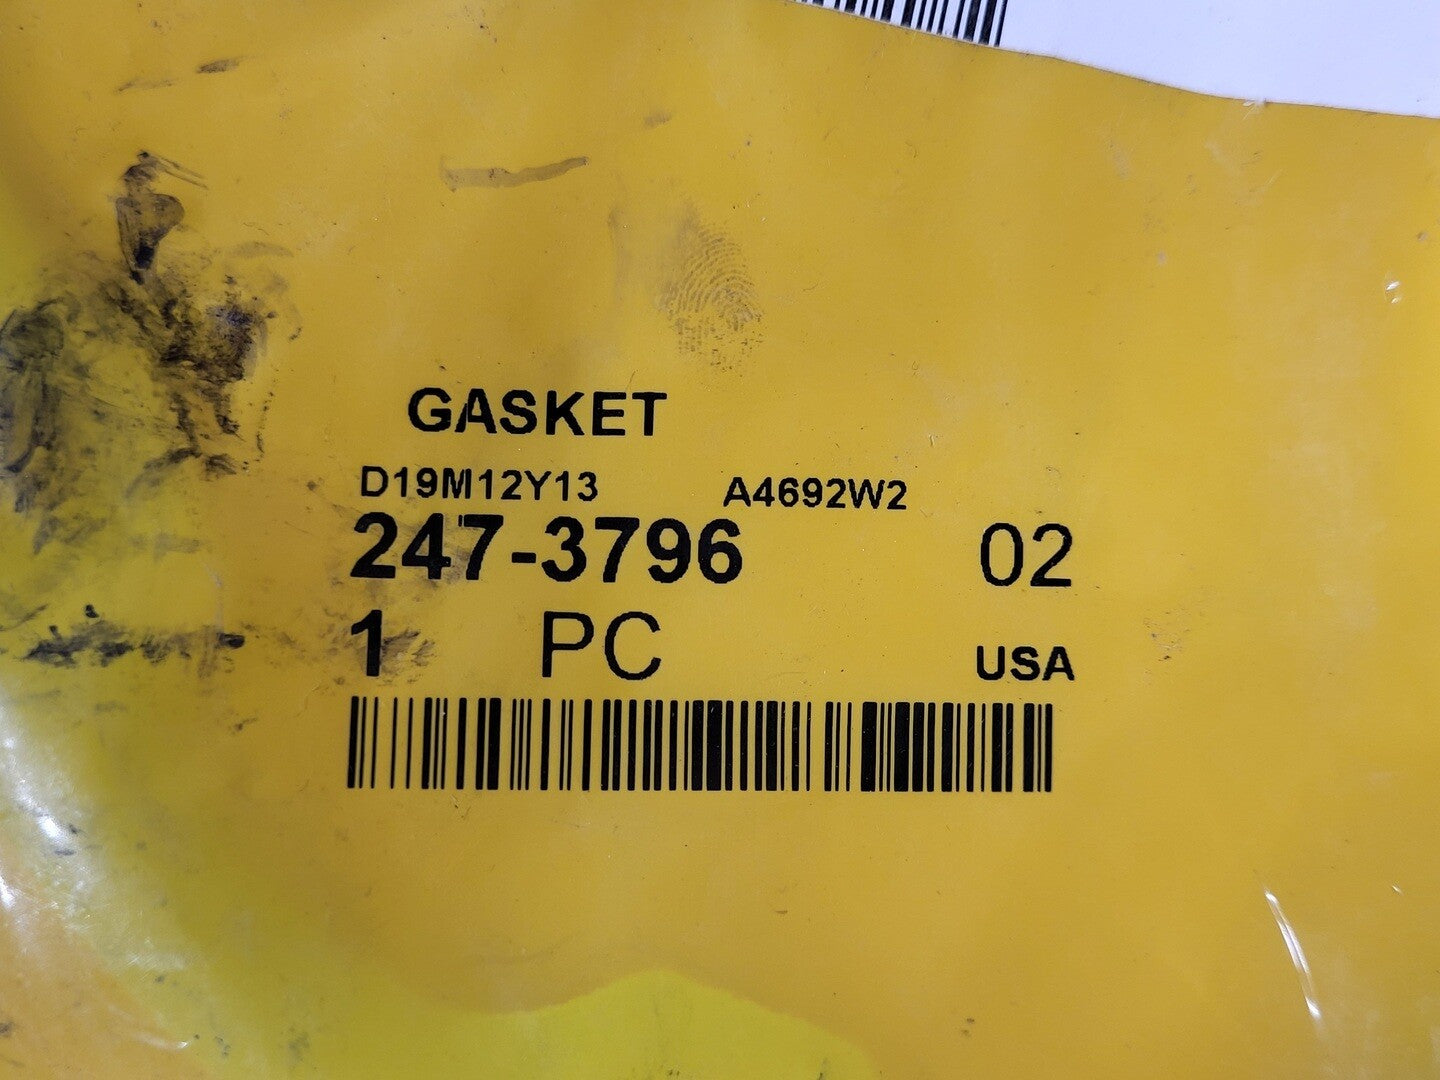 GASKET
D19M12Y13 A4692W2
247-3796 02
1 PC USA